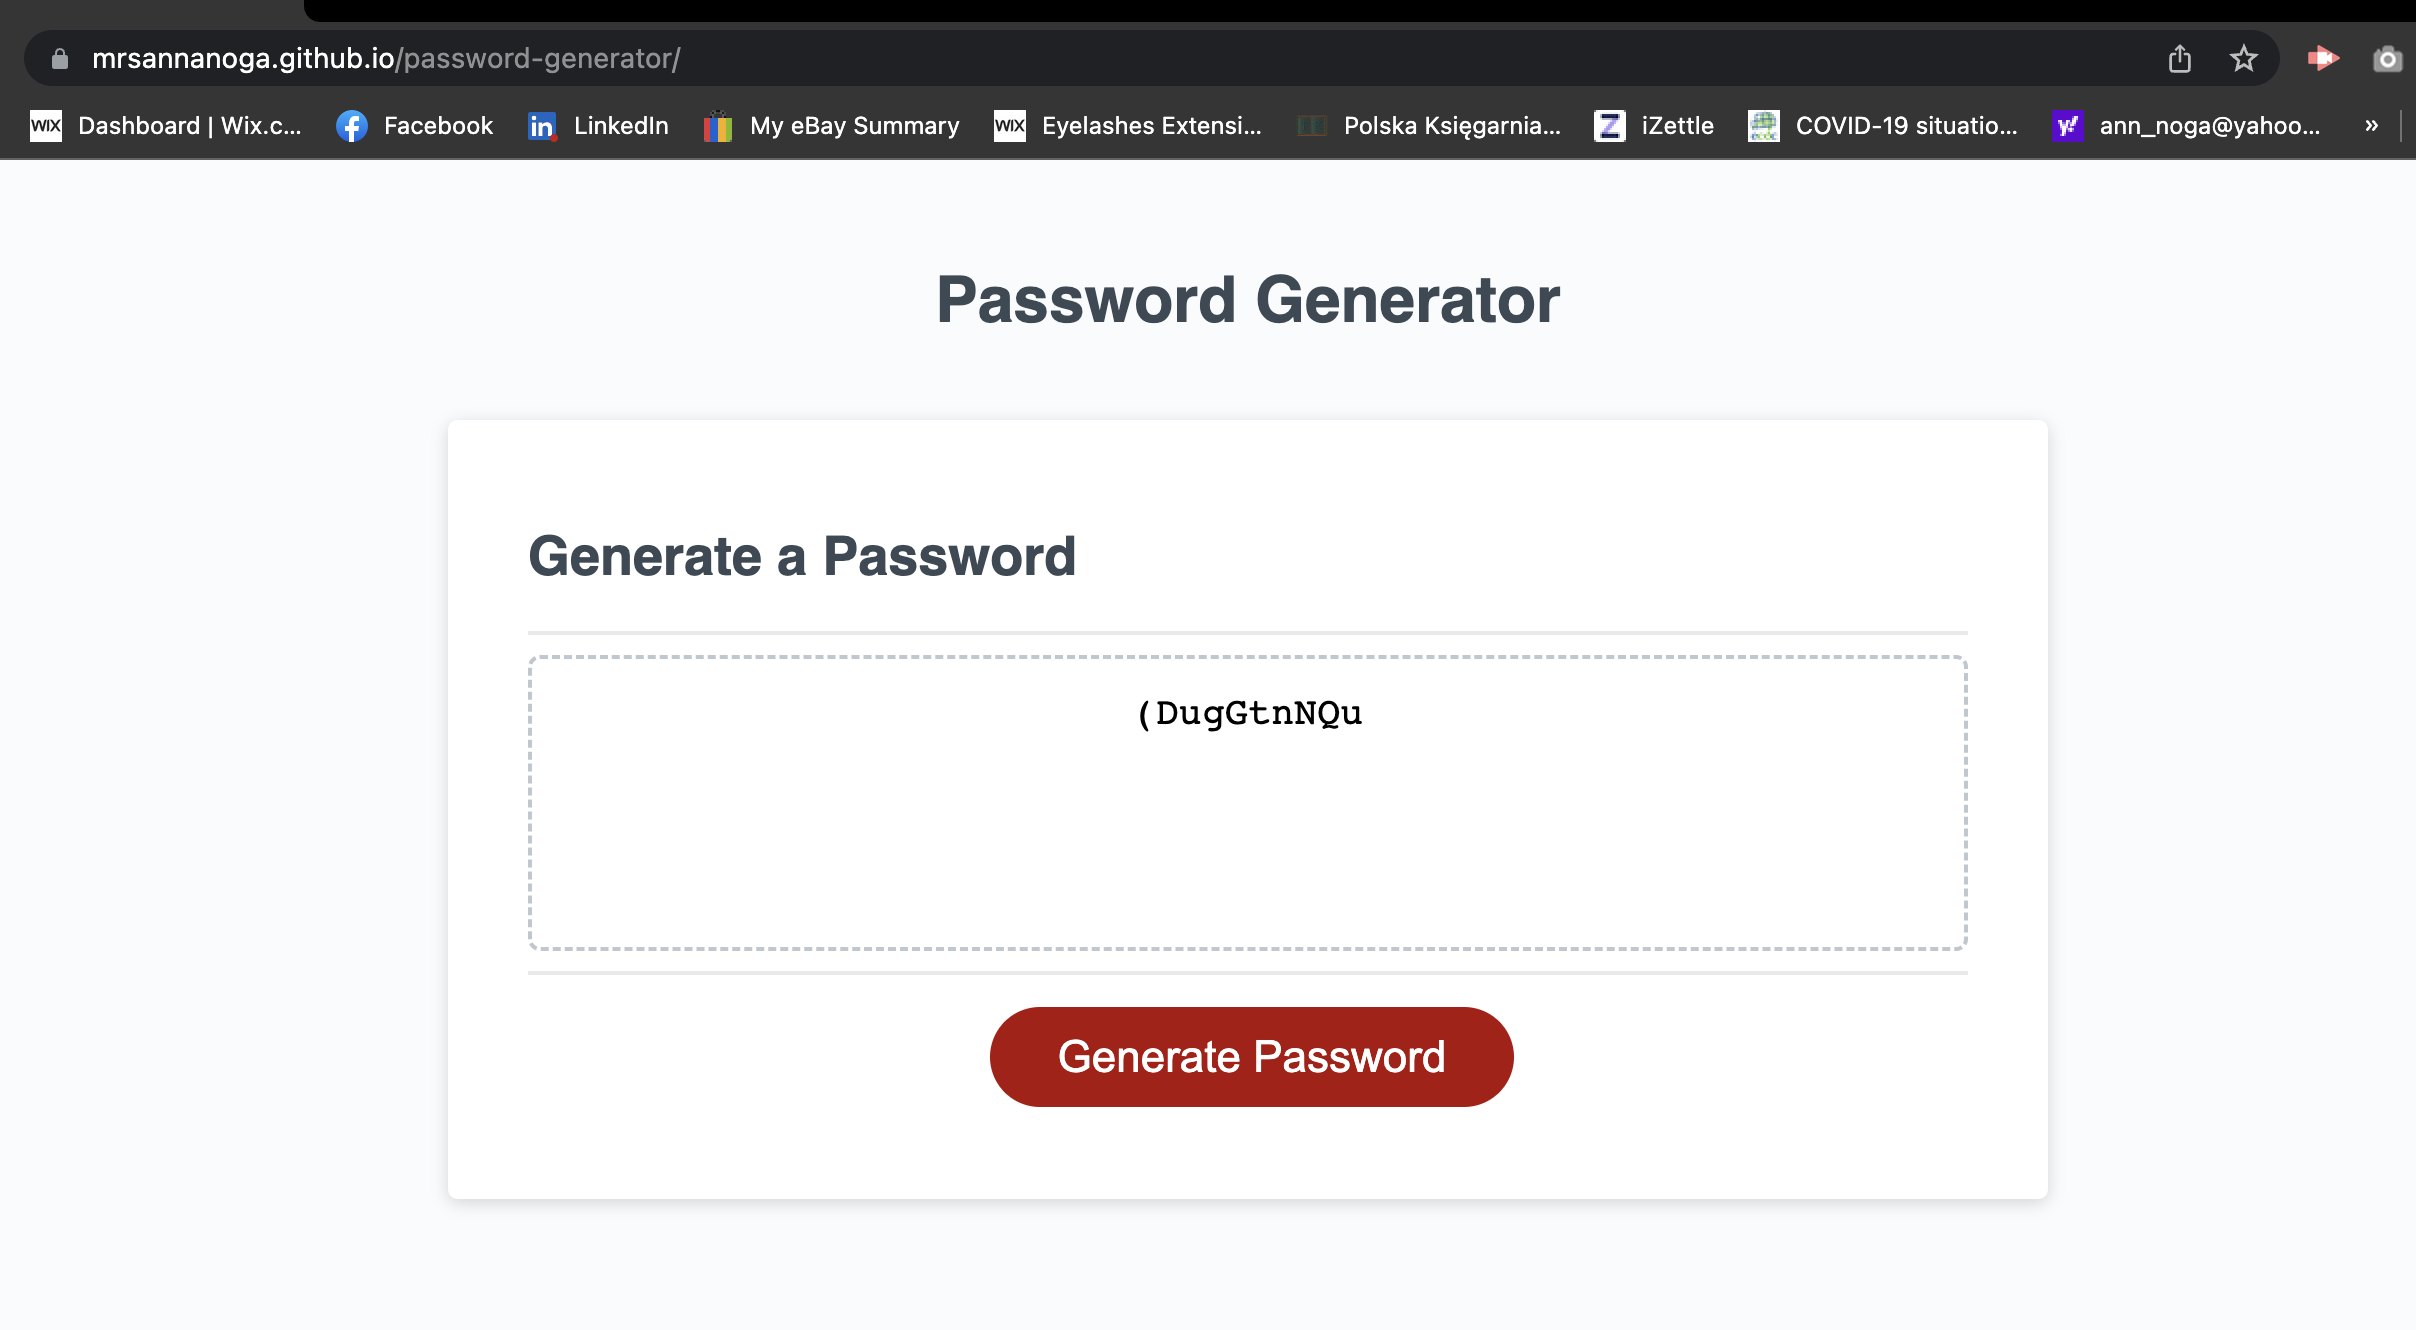 mrsannanoga.github.io/password-generator/
WIX Dashboard | Wix.c... Facebook in LinkedIn My eBay Summary WIX Eyelashes Extensi... Polska Księgarnia... Z iZettle COVID-19 situatio... y! ann_noga@yahoo... »
Password Generator
Generate a Password
(DugGtnNQu
Generate Password